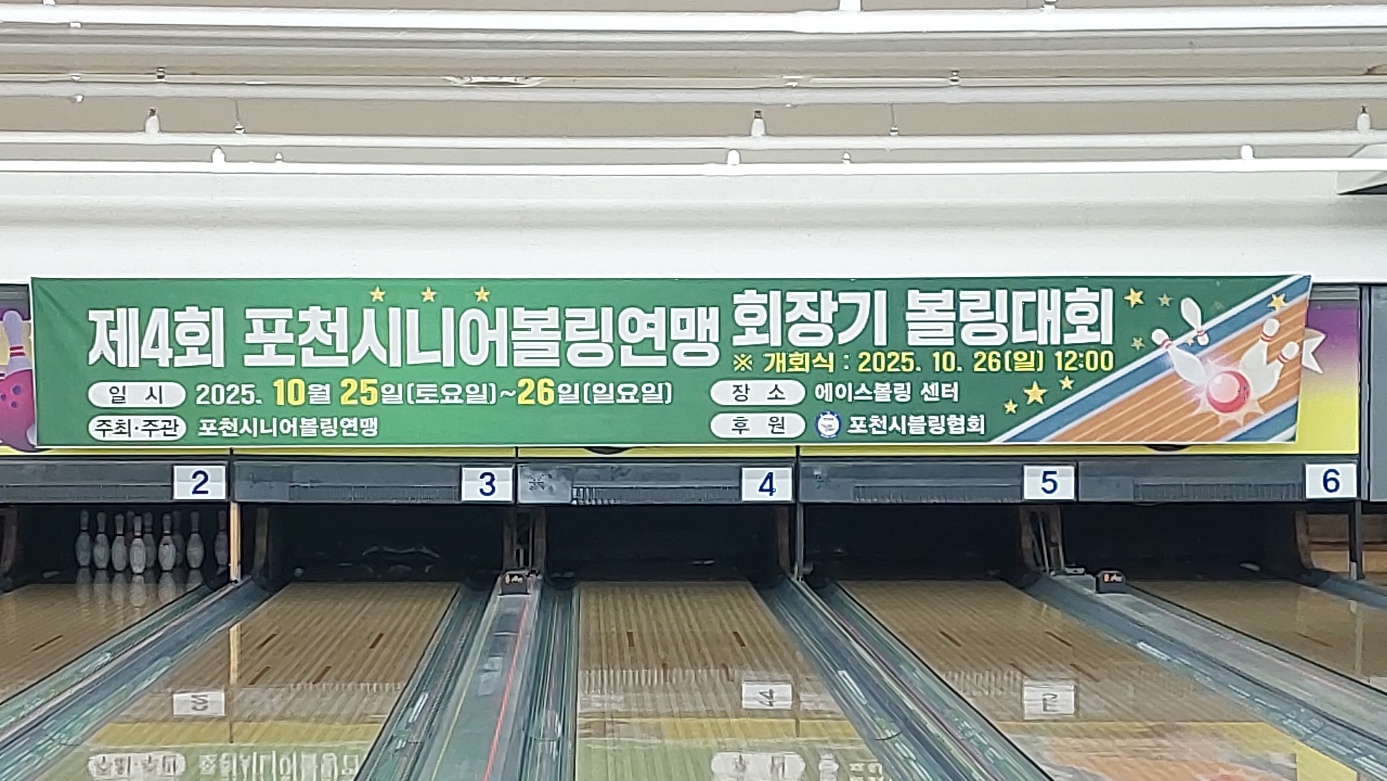 제4회 포천시니어볼링연맹 회장기 볼링대회
※ 개회식 : 2025. 10. 26(일) 12:00
일 시 2025. 10월 25일(토요일)~26일(일요일)
장 소 에이스볼링 센터
주최·주관 포천시니어볼링연맹
후 원 포천시볼링협회
2
3
4
5
6